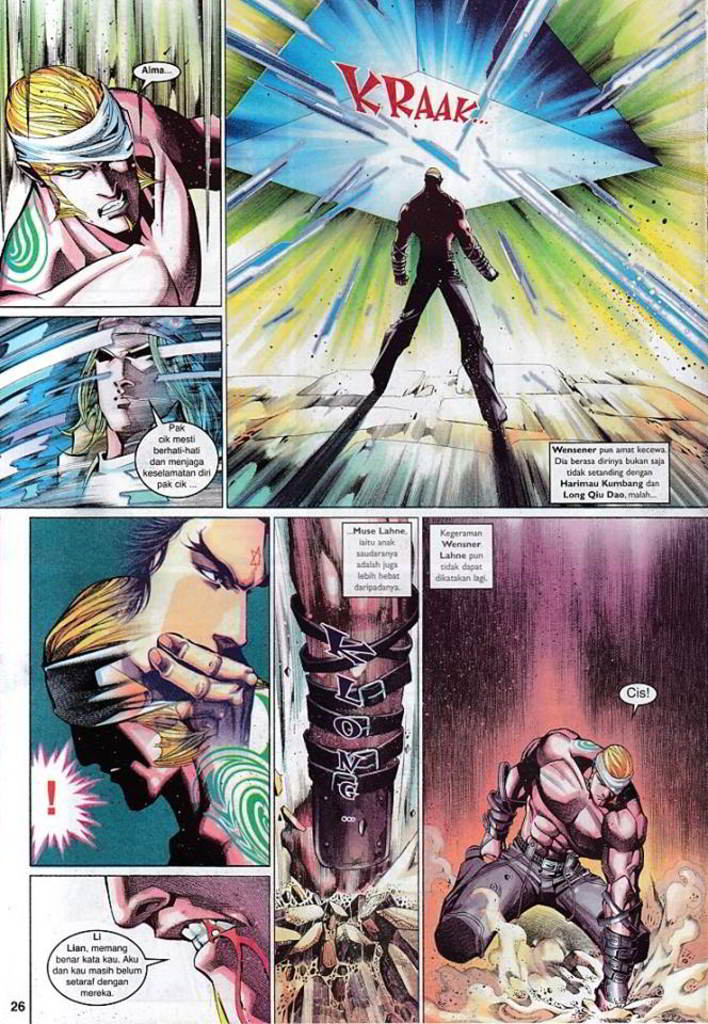 Alma...
KRAAK...
Pak
cik mesti
berhati-hati
dan menjaga
keselamatan diri
pak cik ...
Wensener pun amat kecewa.
Dia berasa dirinya bukan saja
tidak setanding dengan
Harimau Kumbang dan
Long Qiu Dao, malah...
!
...Muse Lahne,
iaitu anak
saudaranya
adalah juga
lebih hebat
daripadanya.
KLOMG...
Kegeraman
Wensner
Lahne pun
tidak dapat
dikatakan lagi.
Cis!
Li
Lian, memang
benar kata kau. Aku
dan kau masih belum
setaraf dengan
mereka.
26